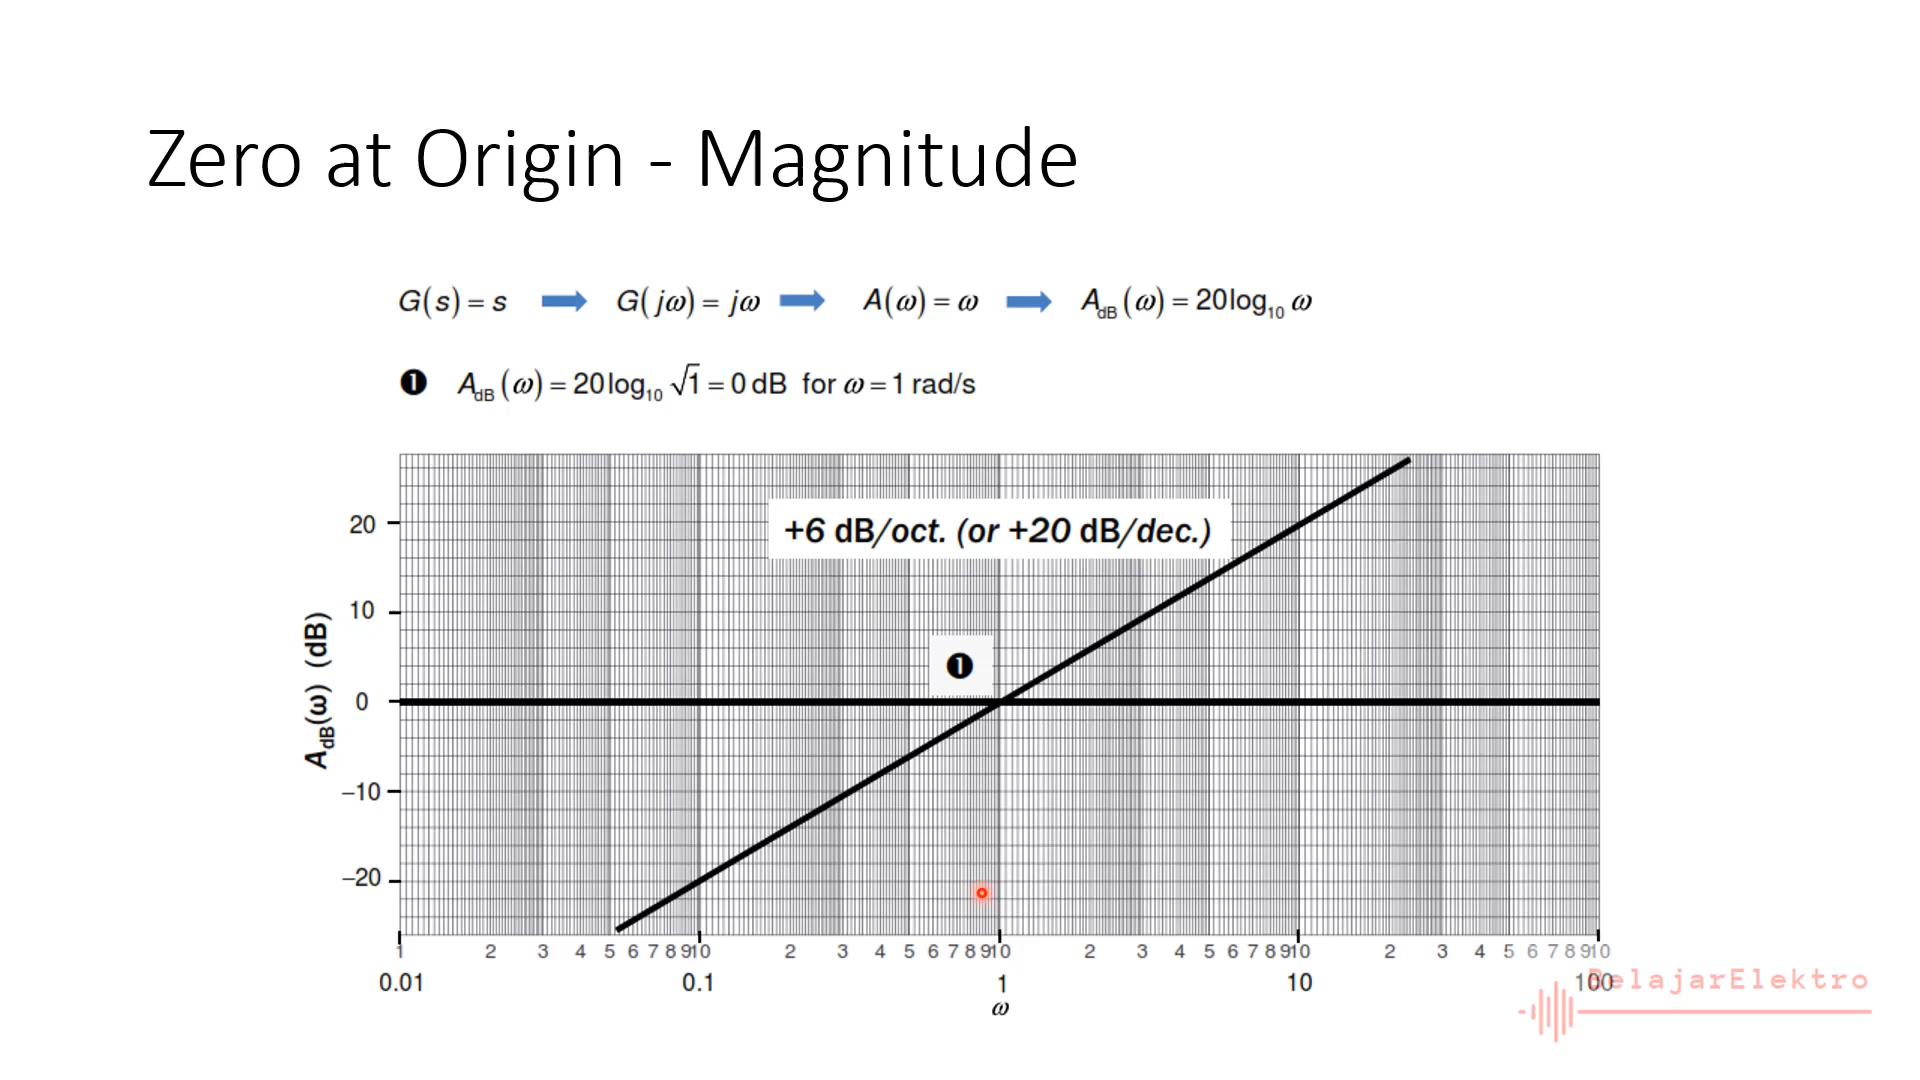 Zero at Origin - Magnitude
G(s) = s G(jω) = jω A(ω) = ω A_dB(ω) = 20log₁₀ ω
❶ A_dB(ω) = 20log₁₀ √1 = 0 dB for ω = 1 rad/s
+6 dB/oct. (or +20 dB/dec.)
❶
A_dB(ω) (dB)
20
10
0
−10
−20
1 2 3 4 5 6 7 8 9 10 2 3 4 5 6 7 8 9 10 2 3 4 5 6 7 8 9 10 2 3 4 5 6 7 8 9 10
0.01 0.1 1 10 100
ω
BelajarElektro